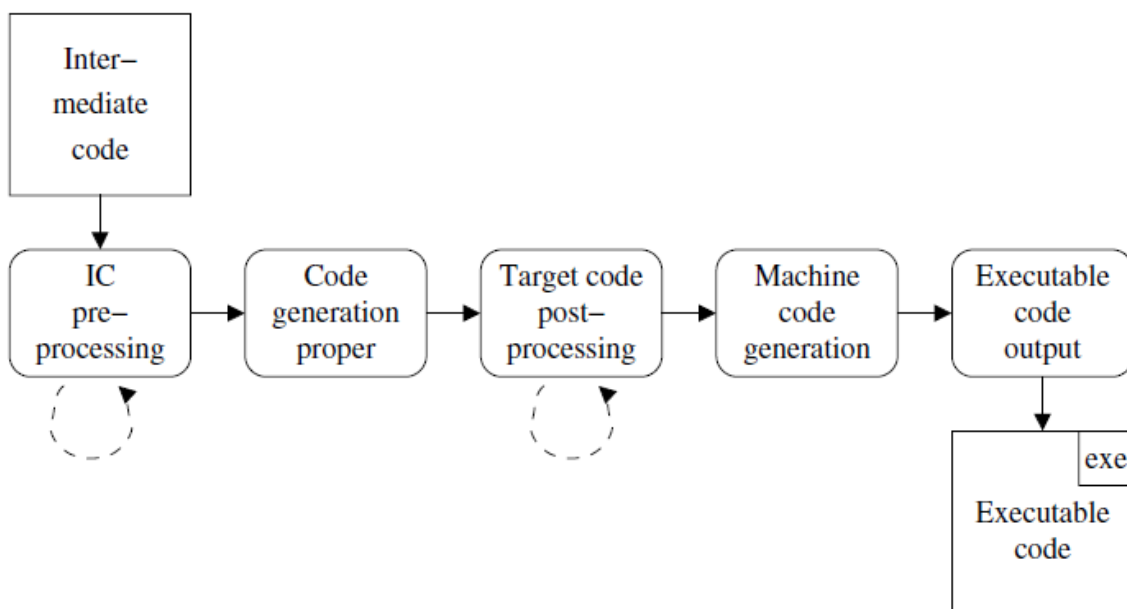 Inter–
mediate
code
IC
pre–
processing
Code
generation
proper
Target code
post–
processing
Machine
code
generation
Executable
code
output
exe
Executable
code